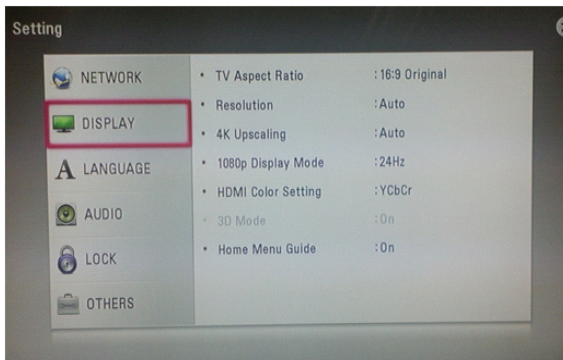 Setting
NETWORK
DISPLAY
LANGUAGE
AUDIO
LOCK
OTHERS
• TV Aspect Ratio : 16:9 Original
• Resolution : Auto
• 4K Upscaling : Auto
• 1080p Display Mode : 24Hz
• HDMI Color Setting : YCbCr
• 3D Mode : On
• Home Menu Guide : On